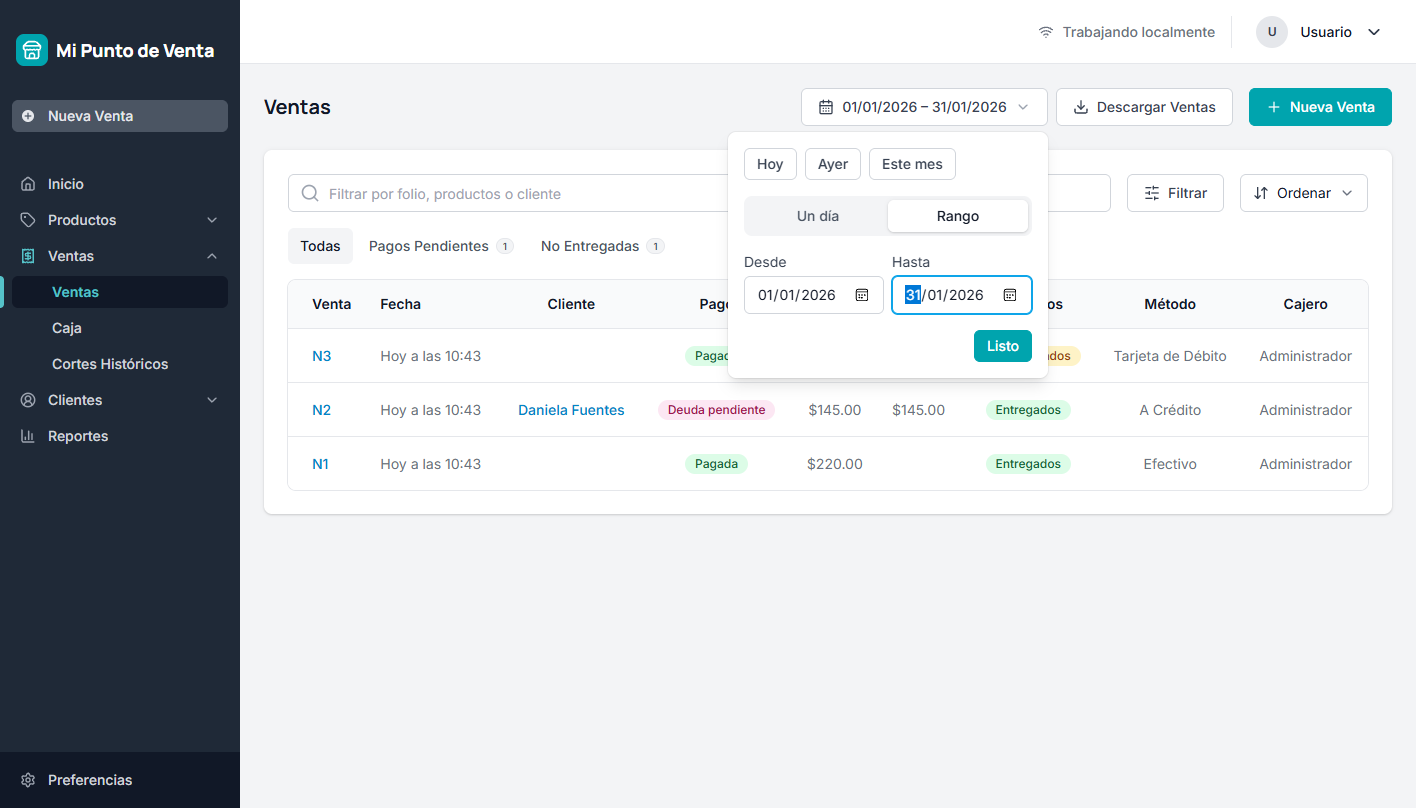 Mi Punto de Venta
Trabajando localmente
U
Usuario
Nueva Venta
Inicio
Productos
Ventas
Ventas
Caja
Cortes Históricos
Clientes
Reportes
Preferencias
Ventas
01/01/2026 – 31/01/2026
Descargar Ventas
Nueva Venta
Hoy
Ayer
Este mes
Un día
Rango
Desde
Hasta
01/01/2026
31/01/2026
Listo
Filtrar por folio, productos o cliente
Filtrar
Ordenar
Todas
Pagos Pendientes 1
No Entregadas 1
Venta Fecha Cliente Método Cajero
N3 Hoy a las 10:43 Tarjeta de Débito Administrador
N2 Hoy a las 10:43 Daniela Fuentes Deuda pendiente $145.00 $145.00 Entregados A Crédito Administrador
N1 Hoy a las 10:43 Pagada $220.00 Entregados Efectivo Administrador